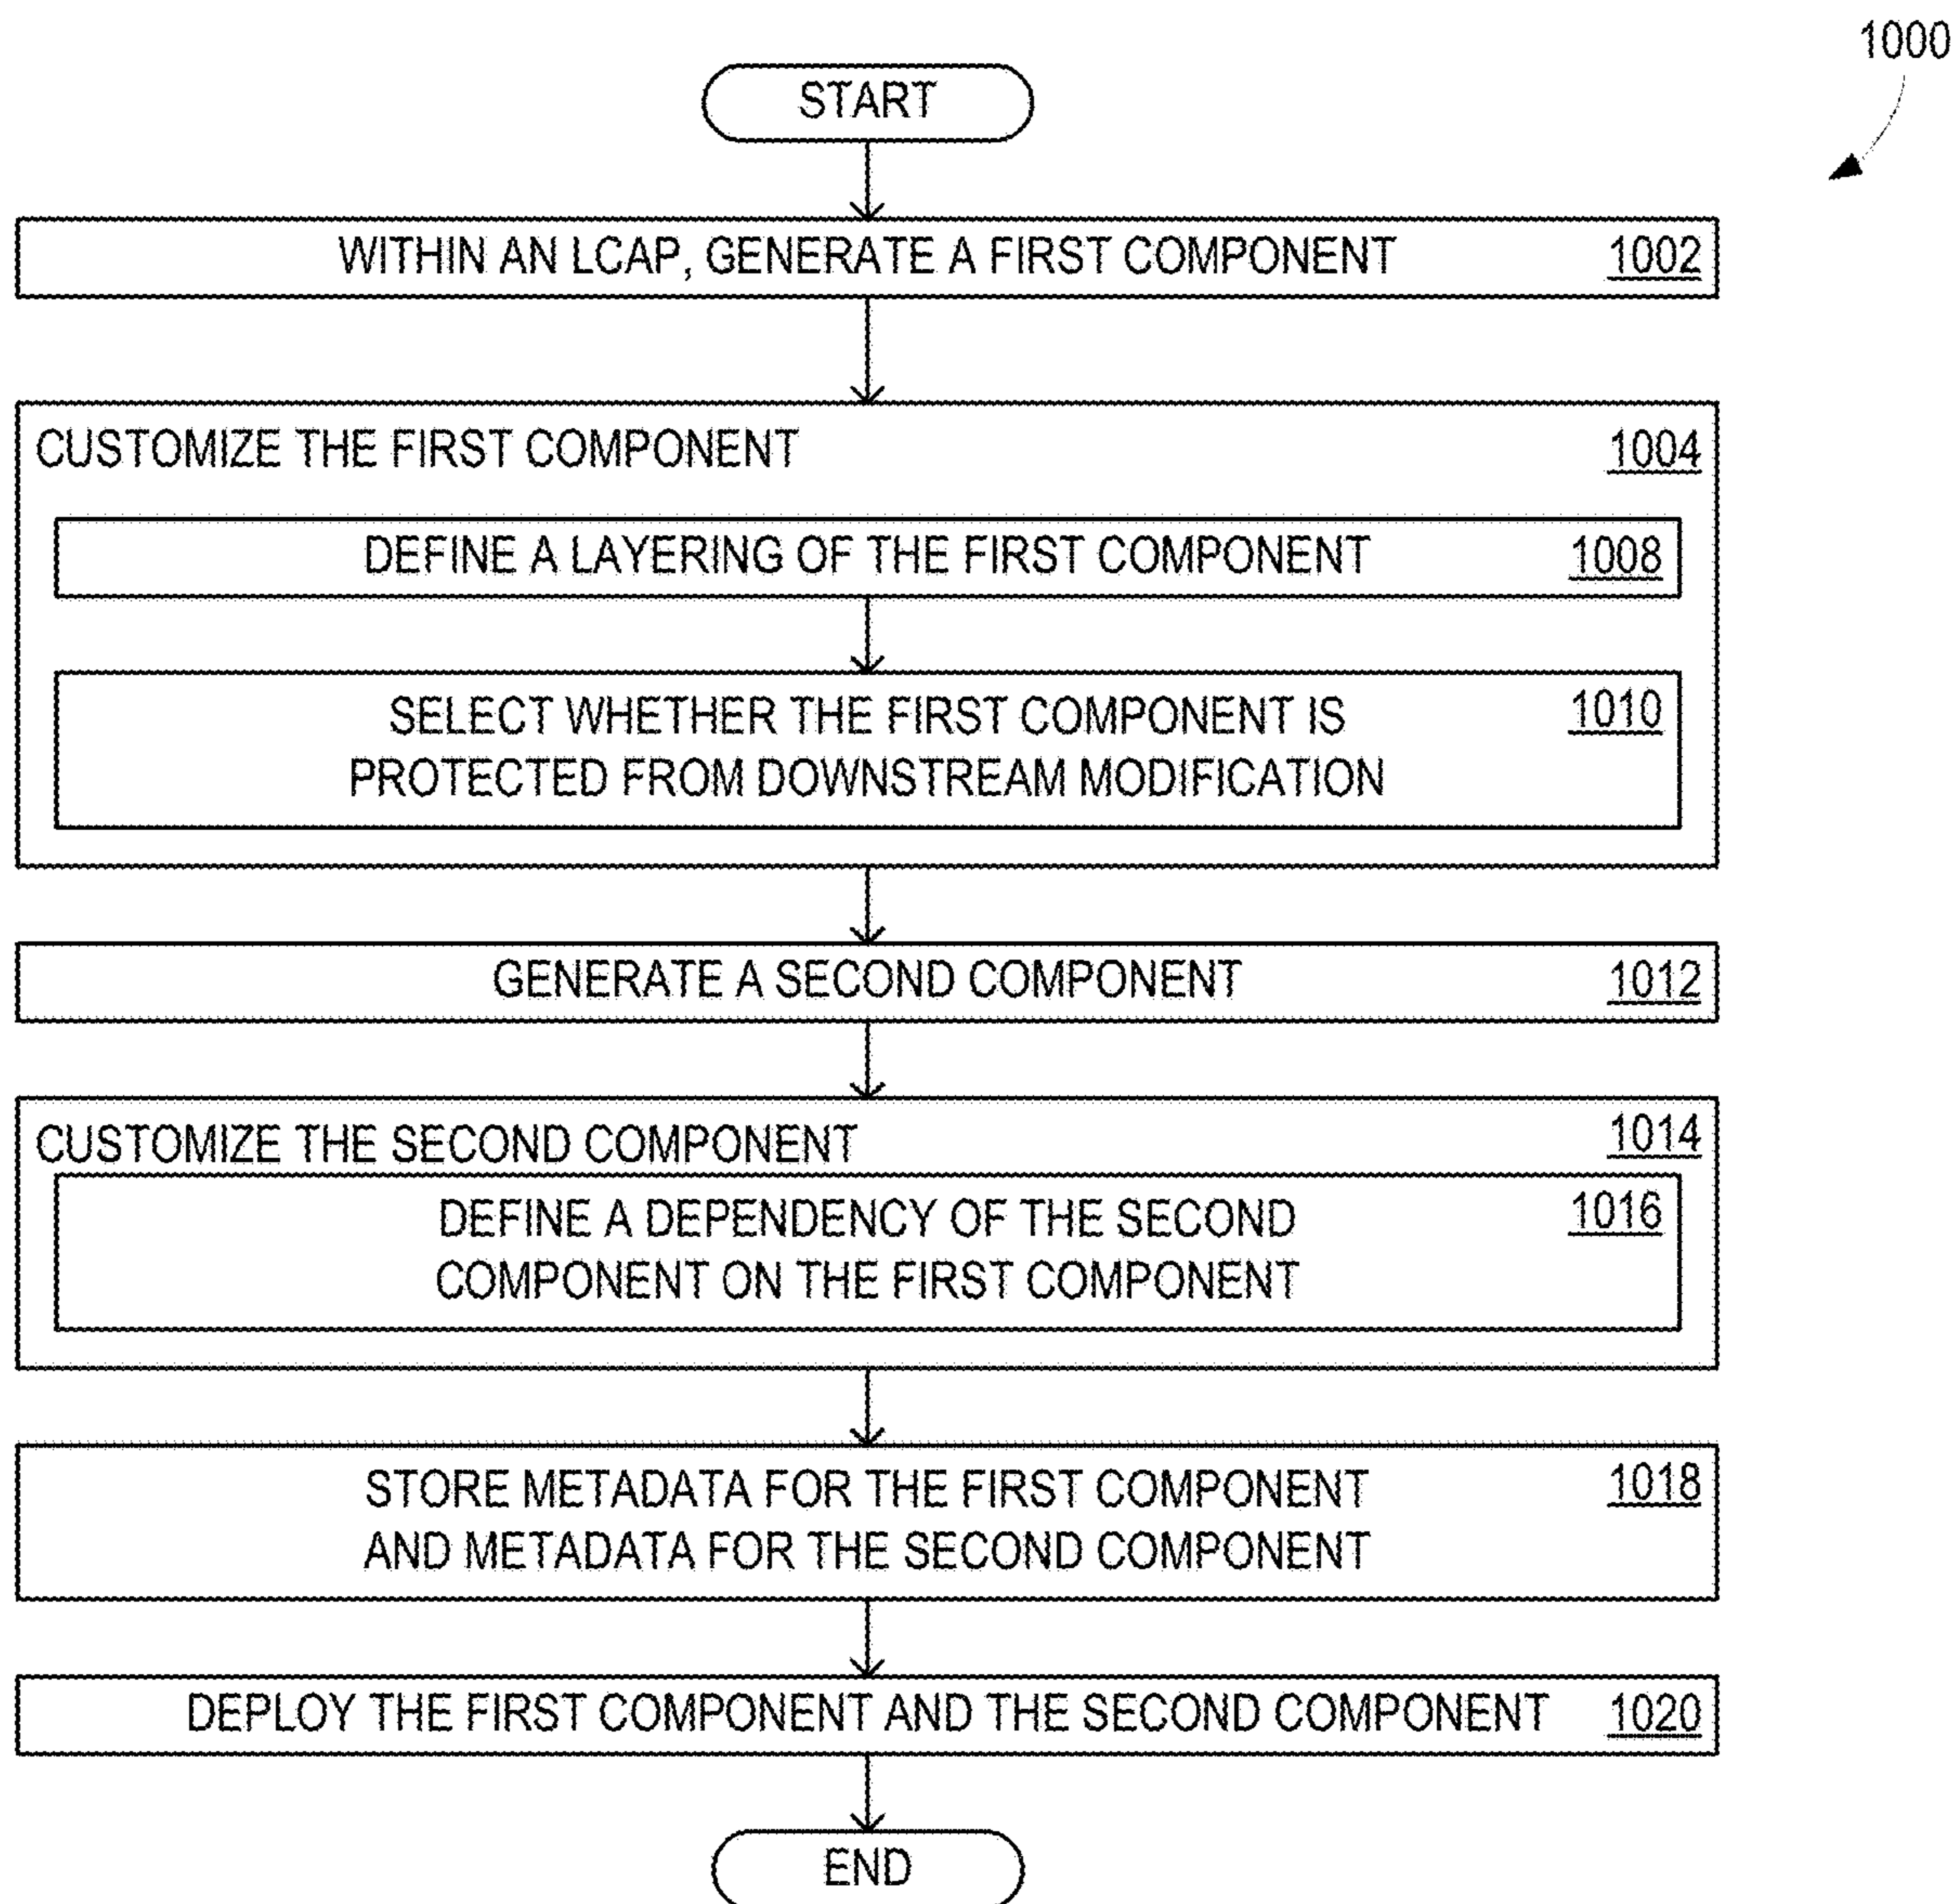 1000
START
WITHIN AN LCAP, GENERATE A FIRST COMPONENT 1002
CUSTOMIZE THE FIRST COMPONENT 1004
DEFINE A LAYERING OF THE FIRST COMPONENT 1008
SELECT WHETHER THE FIRST COMPONENT IS 1010
PROTECTED FROM DOWNSTREAM MODIFICATION
GENERATE A SECOND COMPONENT 1012
CUSTOMIZE THE SECOND COMPONENT 1014
DEFINE A DEPENDENCY OF THE SECOND 1016
COMPONENT ON THE FIRST COMPONENT
STORE METADATA FOR THE FIRST COMPONENT 1018
AND METADATA FOR THE SECOND COMPONENT
DEPLOY THE FIRST COMPONENT AND THE SECOND COMPONENT 1020
END